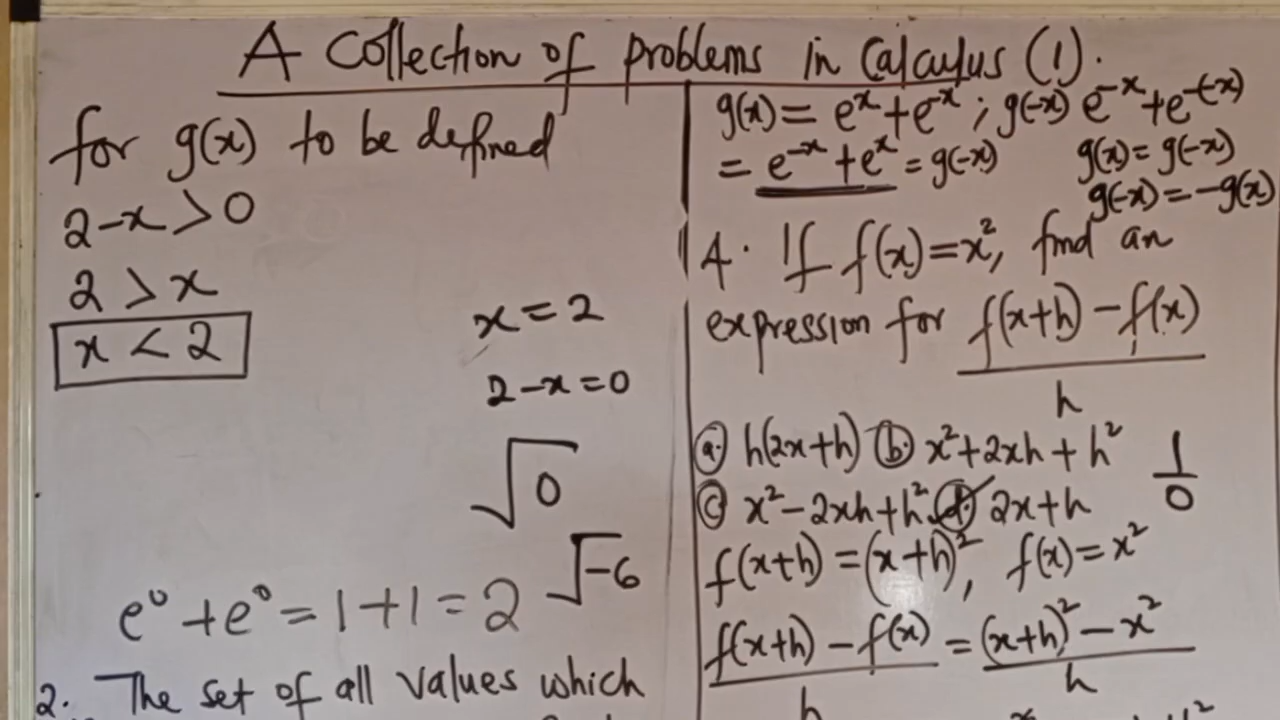 A Collection of problems in Calculus (1).
for g(x) to be defined
2-x>0
2 > x
x < 2
x = 2
2-x=0
√0
√-6
e⁰ + e⁰ = 1 + 1 = 2
2. The set of all values which
g(x) = eˣ + e⁻ˣ ; g(-x) e⁻ˣ + e⁻⁽⁻ˣ⁾
= e⁻ˣ + eˣ = g(-x) g(x) = g(-x)
g(-x) = -g(x)
4. If f(x) = x², find an
expression for f(x+h) - f(x)
h
(a.) h(2x+h) (b.) x² + 2xh + h²
1/0
(c) x² - 2xh + h² (d.) 2x + h
f(x+h) = (x+h)², f(x) = x²
f(x+h) - f(x) = (x+h)² - x²
h h